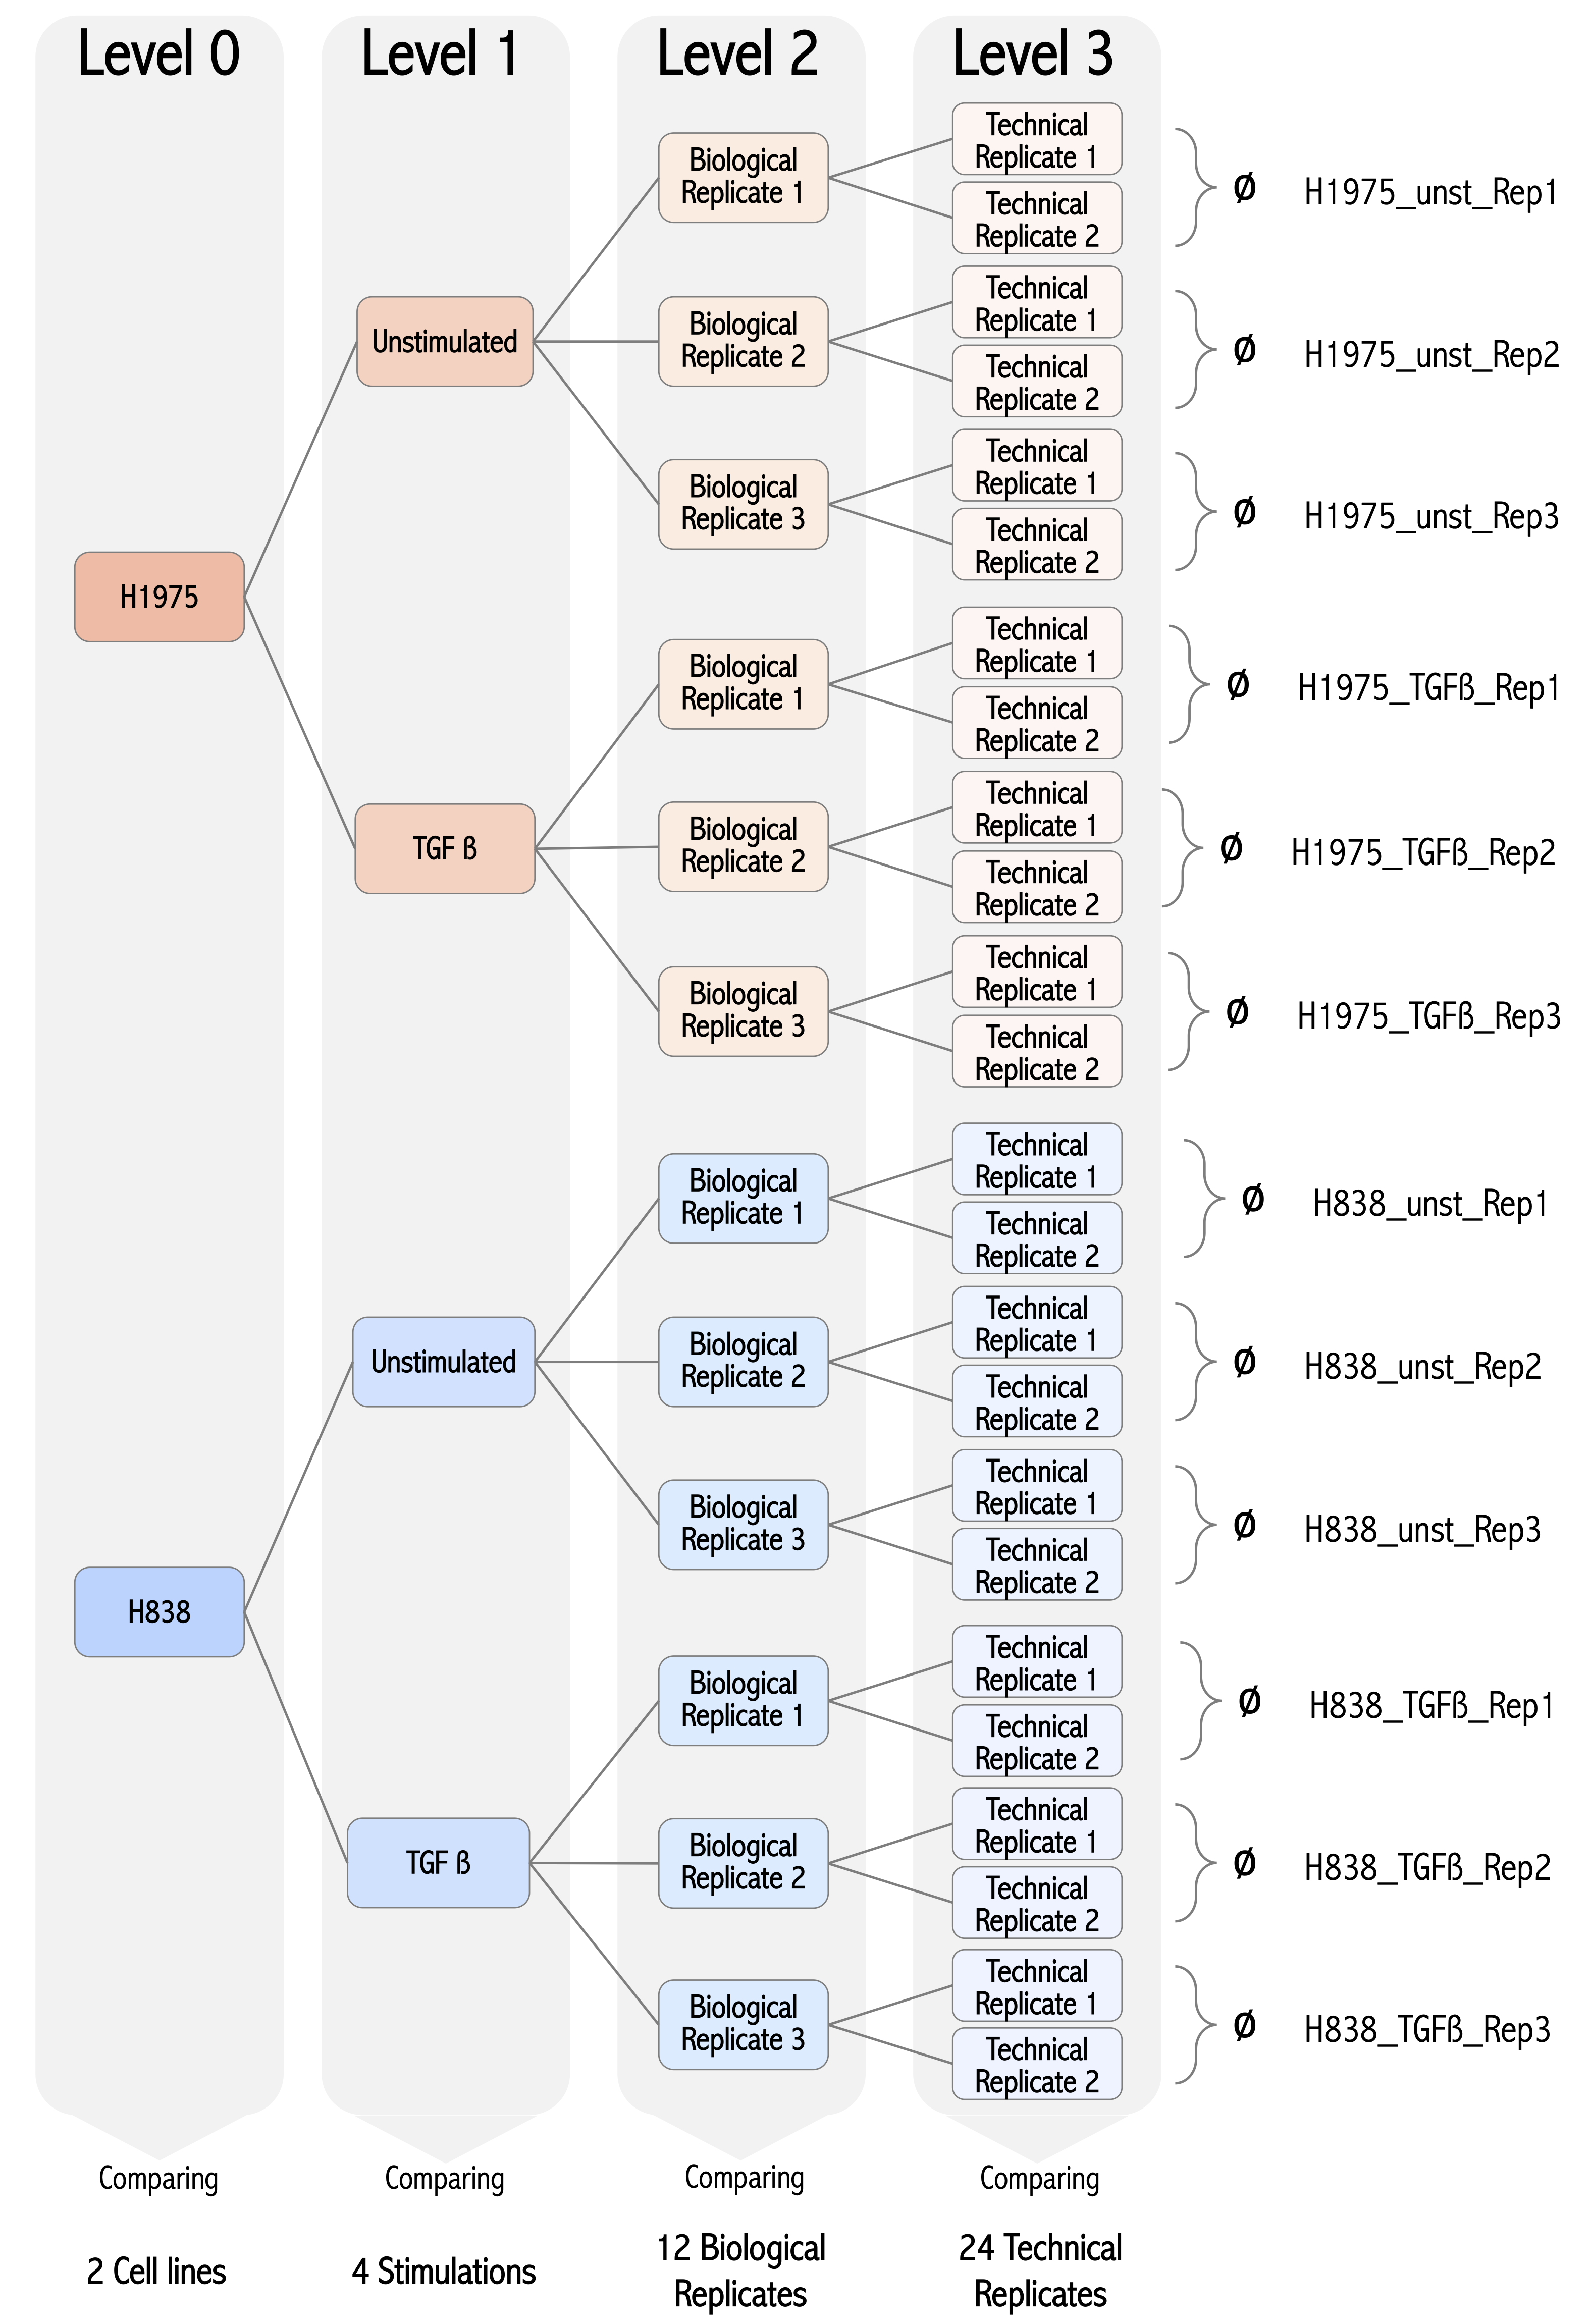 Level 0
Level 1
Level 2
Level 3
H1975
Unstimulated
Biological
Replicate 1
Technical
Replicate 1
Technical
Replicate 2
Ø H1975_unst_Rep1
Biological
Replicate 2
Technical
Replicate 1
Technical
Replicate 2
Ø H1975_unst_Rep2
Biological
Replicate 3
Technical
Replicate 1
Technical
Replicate 2
Ø H1975_unst_Rep3
TGF ß
Biological
Replicate 1
Technical
Replicate 1
Technical
Replicate 2
Ø H1975_TGFß_Rep1
Biological
Replicate 2
Technical
Replicate 1
Technical
Replicate 2
Ø H1975_TGFß_Rep2
Biological
Replicate 3
Technical
Replicate 1
Technical
Replicate 2
Ø H1975_TGFß_Rep3
H838
Unstimulated
Biological
Replicate 1
Technical
Replicate 1
Technical
Replicate 2
Ø H838_unst_Rep1
Biological
Replicate 2
Technical
Replicate 1
Technical
Replicate 2
Ø H838_unst_Rep2
Biological
Replicate 3
Technical
Replicate 1
Technical
Replicate 2
Ø H838_unst_Rep3
TGF ß
Biological
Replicate 1
Technical
Replicate 1
Technical
Replicate 2
Ø H838_TGFß_Rep1
Biological
Replicate 2
Technical
Replicate 1
Technical
Replicate 2
Ø H838_TGFß_Rep2
Biological
Replicate 3
Technical
Replicate 1
Technical
Replicate 2
Ø H838_TGFß_Rep3
Comparing
2 Cell lines
Comparing
4 Stimulations
Comparing
12 Biological
Replicates
Comparing
24 Technical
Replicates